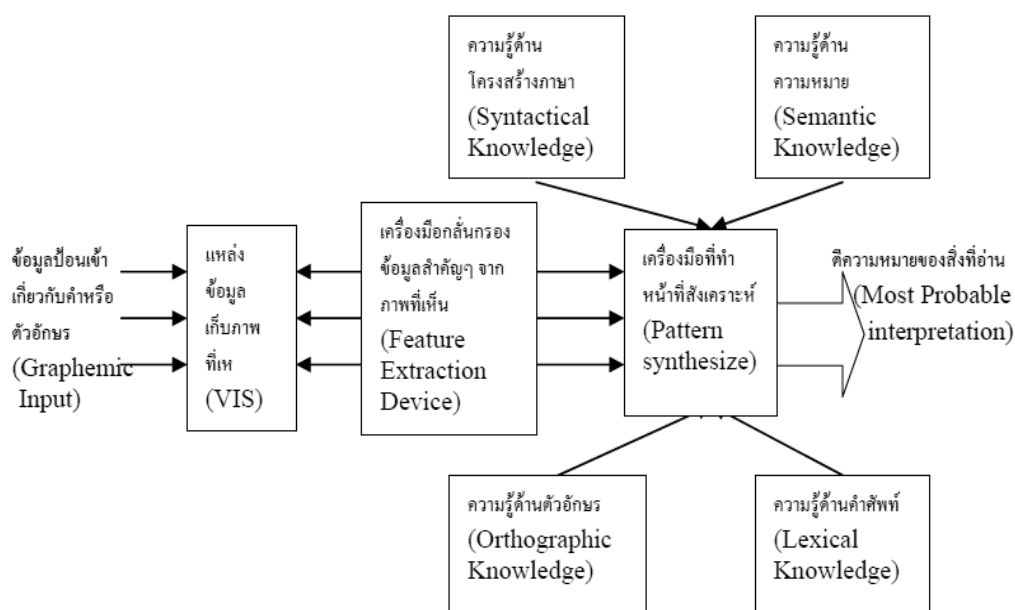 ความรู้ด้าน
โครงสร้างภาษา
(Syntactical
Knowledge)
ความรู้ด้าน
ความหมาย
(Semantic
Knowledge)
ข้อมูลป้อนเข้า
เกี่ยวกับคำหรือ
ตัวอักษร
(Graphemic
Input)
แหล่ง
ข้อมูล
เก็บภาพ
ที่เห
(VIS)
เครื่องมือกลั่นกรอง
ข้อมูลสำคัญๆ จาก
ภาพที่เห็น
(Feature
Extraction
Device)
เครื่องมือที่ทำ
หน้าที่สังเคราะห์
(Pattern
synthesize)
ตีความหมายของสิ่งที่อ่าน
(Most Probable
interpretation)
ความรู้ด้านตัวอักษร
(Orthographic
Knowledge)
ความรู้ด้านคำศัพท์
(Lexical
Knowledge)